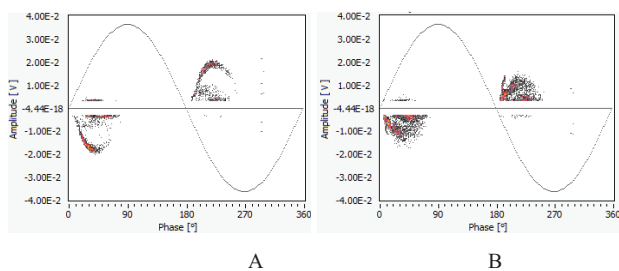 4.00E-2
3.00E-2
2.00E-2
1.00E-2
-4.44E-18
-1.00E-2
-2.00E-2
-3.00E-2
-4.00E-2
Amplitude [ V ]
0 90 180 270 360
Phase [°]
A
4.00E-2
3.00E-2
2.00E-2
1.00E-2
-4.44E-18
-1.00E-2
-2.00E-2
-3.00E-2
-4.00E-2
Amplitude [ V ]
0 90 180 270 360
Phase [°]
B